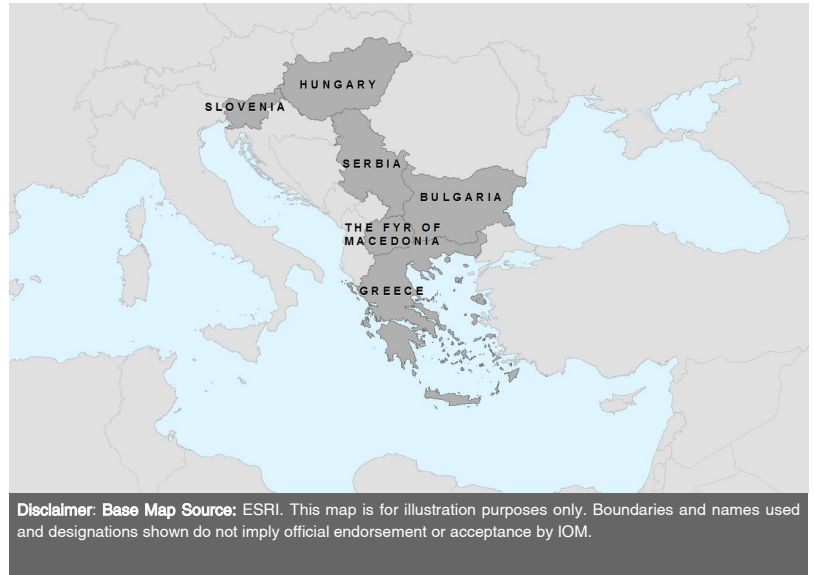 HUNGARY
SLOVENIA
SERBIA
BULGARIA
THE FYR OF
MACEDONIA
GREECE
Disclaimer: Base Map Source: ESRI. This map is for illustration purposes only. Boundaries and names used
and designations shown do not imply official endorsement or acceptance by IOM.